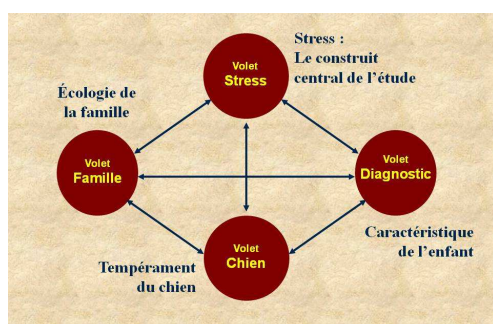 Stress :
Le construit
central de l'étude
Volet
Stress
Écologie de
la famille
Volet
Famille
Volet
Diagnostic
Caractéristique
de l'enfant
Volet
Chien
Tempérament
du chien